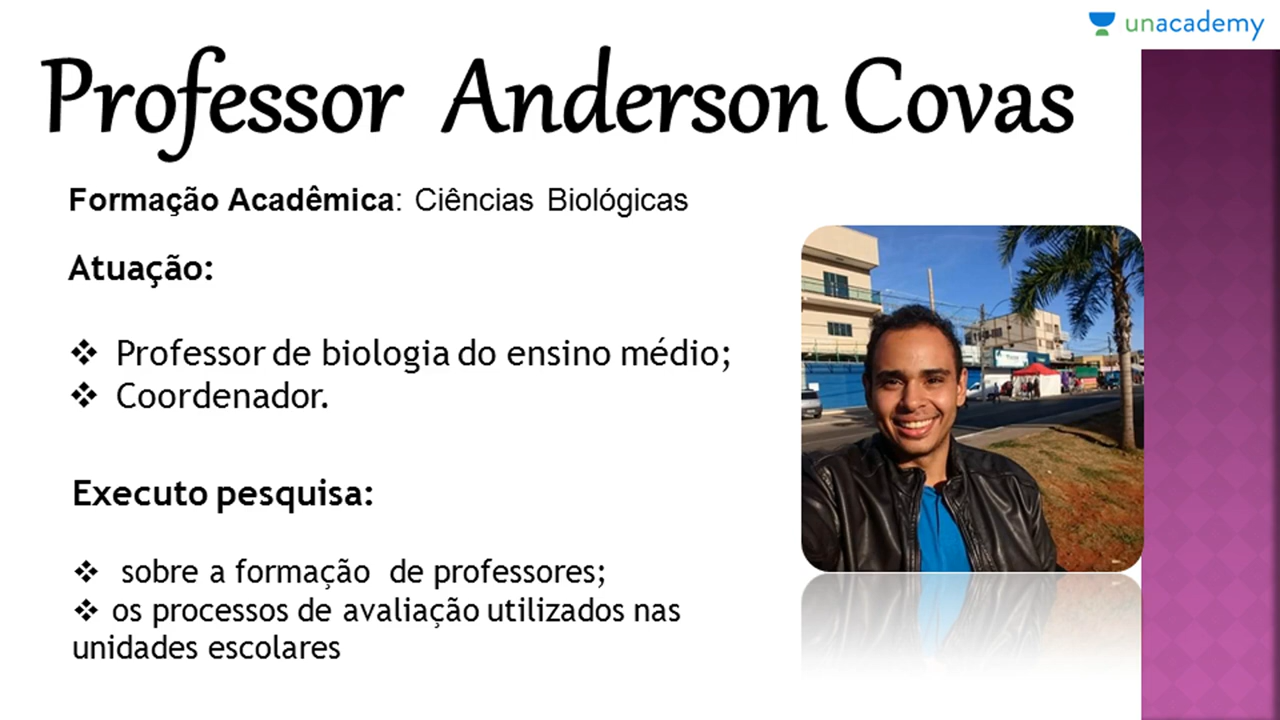 unacademy
Professor Anderson Covas
Formação Acadêmica: Ciências Biológicas
Atuação:
❖ Professor de biologia do ensino médio;
❖ Coordenador.
Executo pesquisa:
❖ sobre a formação de professores;
❖ os processos de avaliação utilizados nas
unidades escolares